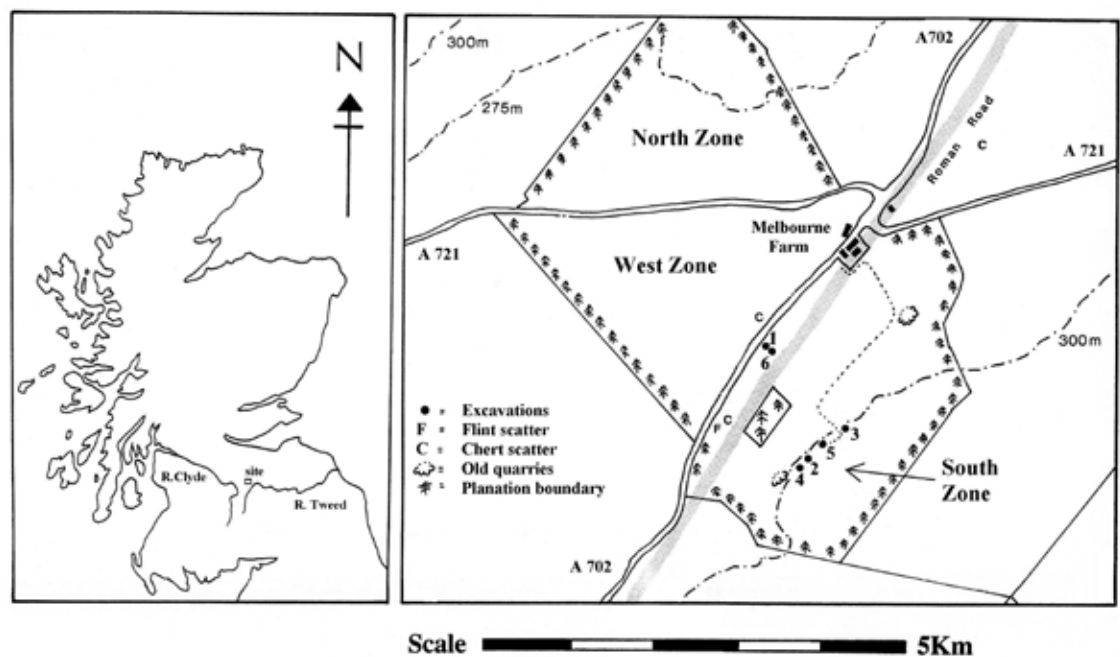 N
site
R.Clyde
R. Tweed
300m
275m
A702
North Zone
Roman Road
C
A 721
Melbourne
Farm
A 721
West Zone
C
1
6
300m
F C
3
5
2
4
South
Zone
● = Excavations
F = Flint scatter
C = Chert scatter
= Old quarries
= Planation boundary
A 702
Scale 5Km